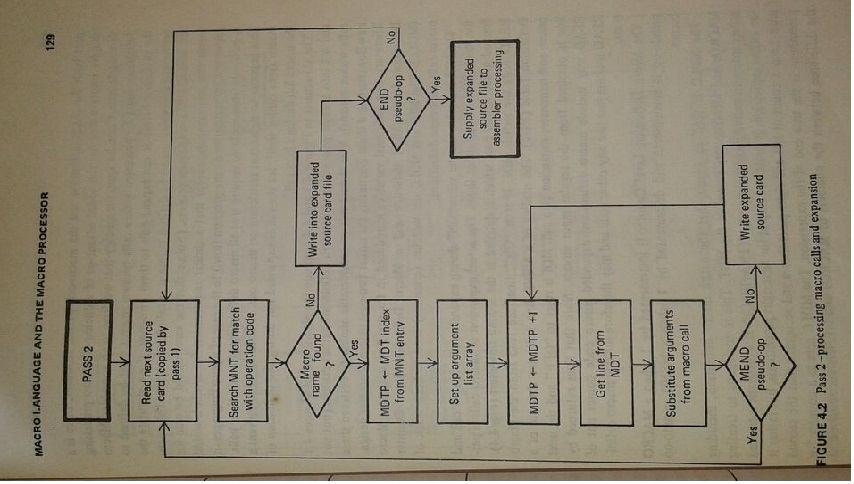 MACRO LANGUAGE AND THE MACRO PROCESSOR
129
PASS 2
Read next source
card (copied by
pass 1)
Search MNT for match
with operation code
Macro
name found
?
No
Write into expanded
source card file
END
pseudo-op
?
No
Yes
Supply expanded
source file to
assembler processing
Yes
MDTP ← MDT index
from MNT entry
Set up argument
list array
MDTP ← MDTP +1
Get line from
MDT
Substitute arguments
from macro call
MEND
pseudo-op
?
Yes
No
Write expanded
source card
FIGURE 4.2 Pass 2–processing macro calls and expansion